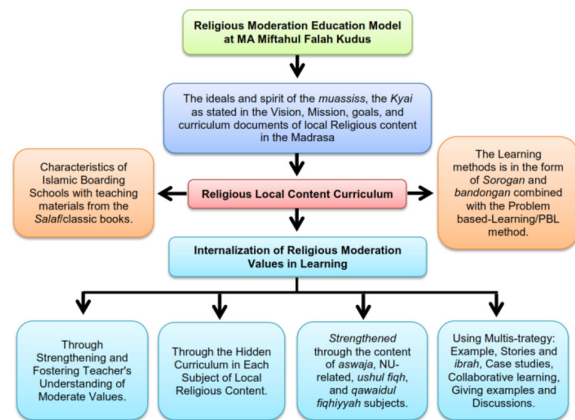 Religious Moderation Education Model
at MA Miftahul Falah Kudus
The ideals and spirit of the muassiss, the Kyai
as stated in the Vision, Mission, goals, and
curriculum documents of local Religious content
in the Madrasa
Characteristics of
Islamic Boarding
Schools with teaching
materials from the
Salaf/classic books.
Religious Local Content Curriculum
The Learning
methods is in the form
of Sorogan and
bandongan combined
with the Problem
based-Learning/PBL
method.
Internalization of Religious Moderation
Values in Learning
Through
Strengthening and
Fostering Teacher's
Understanding of
Moderate Values.
Through the Hidden
Curriculum in Each
Subject of Local
Religious Content.
Strengthened
through the content
of aswaja, NU-
related, ushul fiqh,
and qawaidul
fiqhiyyah subjects.
Using Multis-trategy:
Example, Stories and
ibrah, Case studies,
Collaborative learning,
Giving examples and
Discussions.